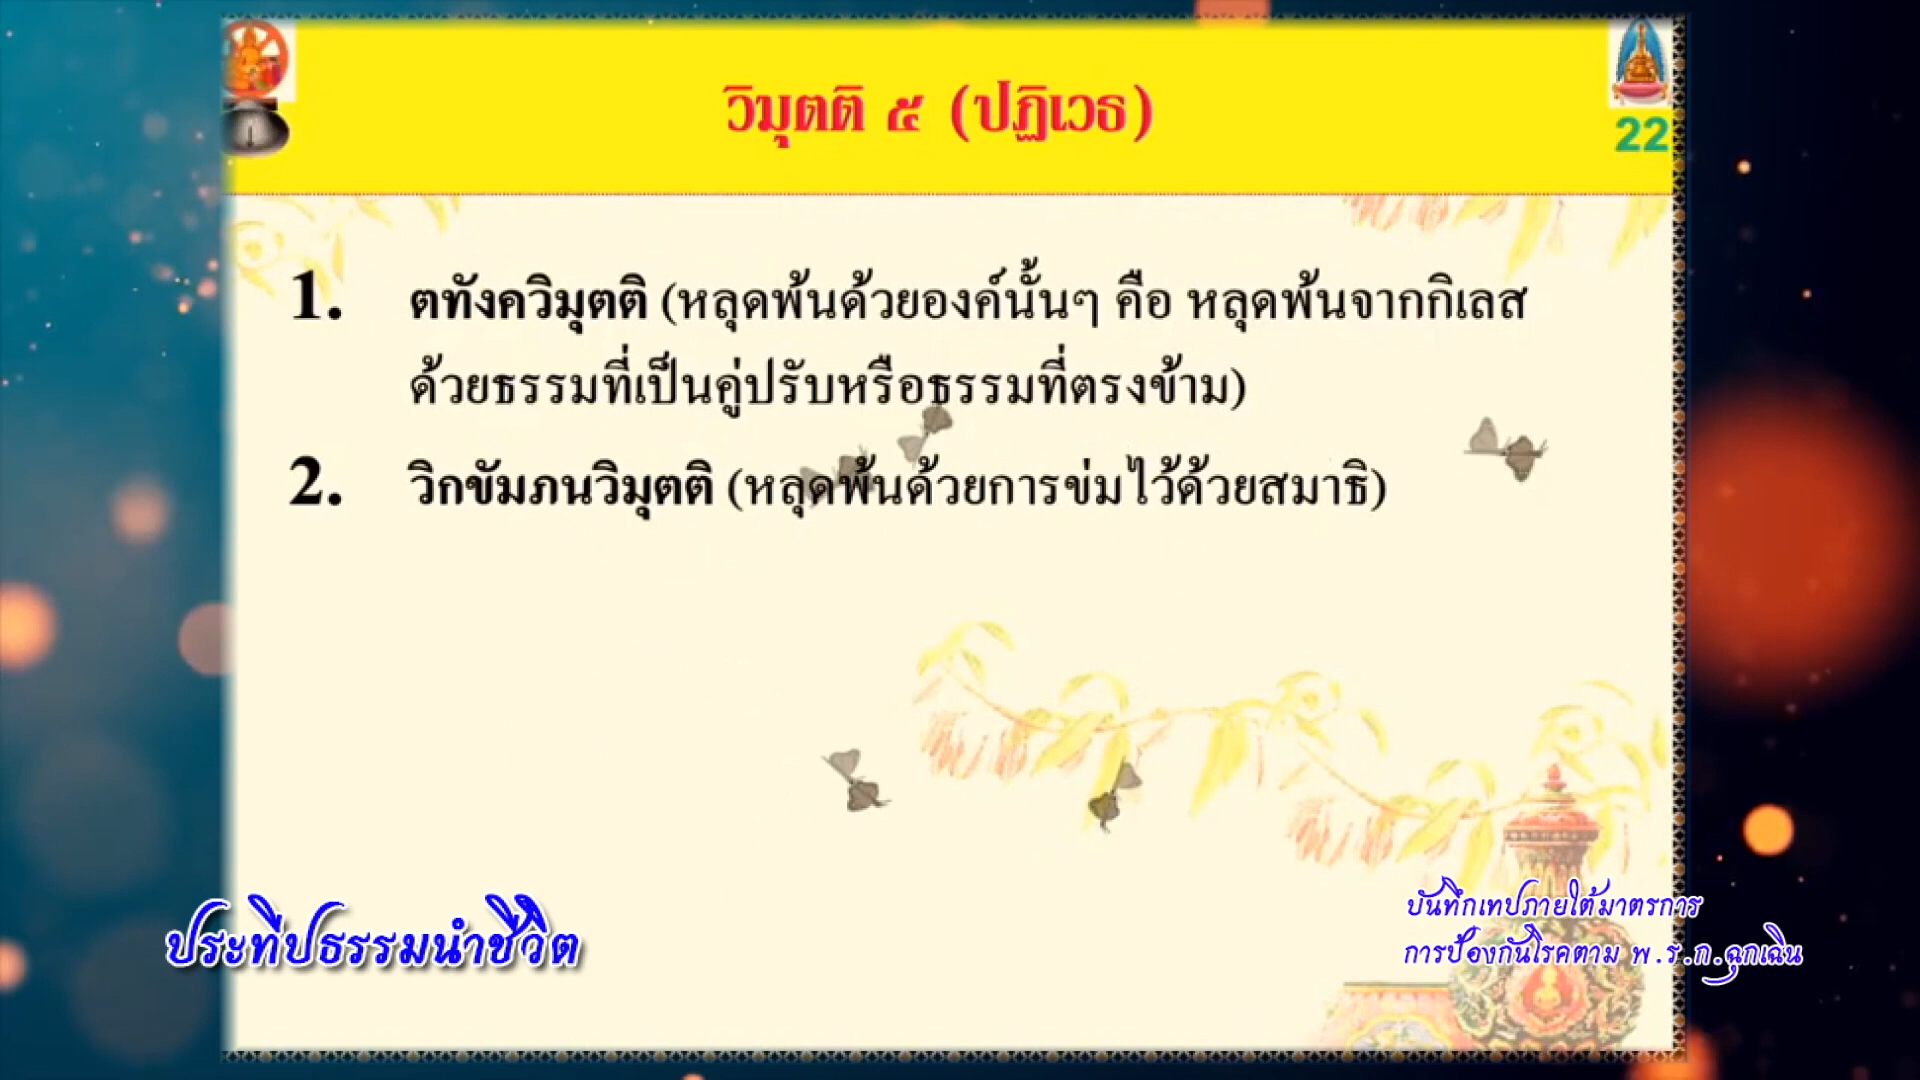 วิมุตติ ๕ (ปฏิเวธ)
22
1. ตทังควิมุตติ (หลุดพ้นด้วยองค์นั้นๆ คือ หลุดพ้นจากกิเลส
ด้วยธรรมที่เป็นคู่ปรับหรือธรรมที่ตรงข้าม)
2. วิกขัมภนวิมุตติ (หลุดพ้นด้วยการข่มไว้ด้วยสมาธิ)
ประทีปธรรมนำชีวิต
บันทึกเทปภายใต้มาตรการ
การป้องกันโรคตาม พ.ร.ก.ฉุกเฉิน